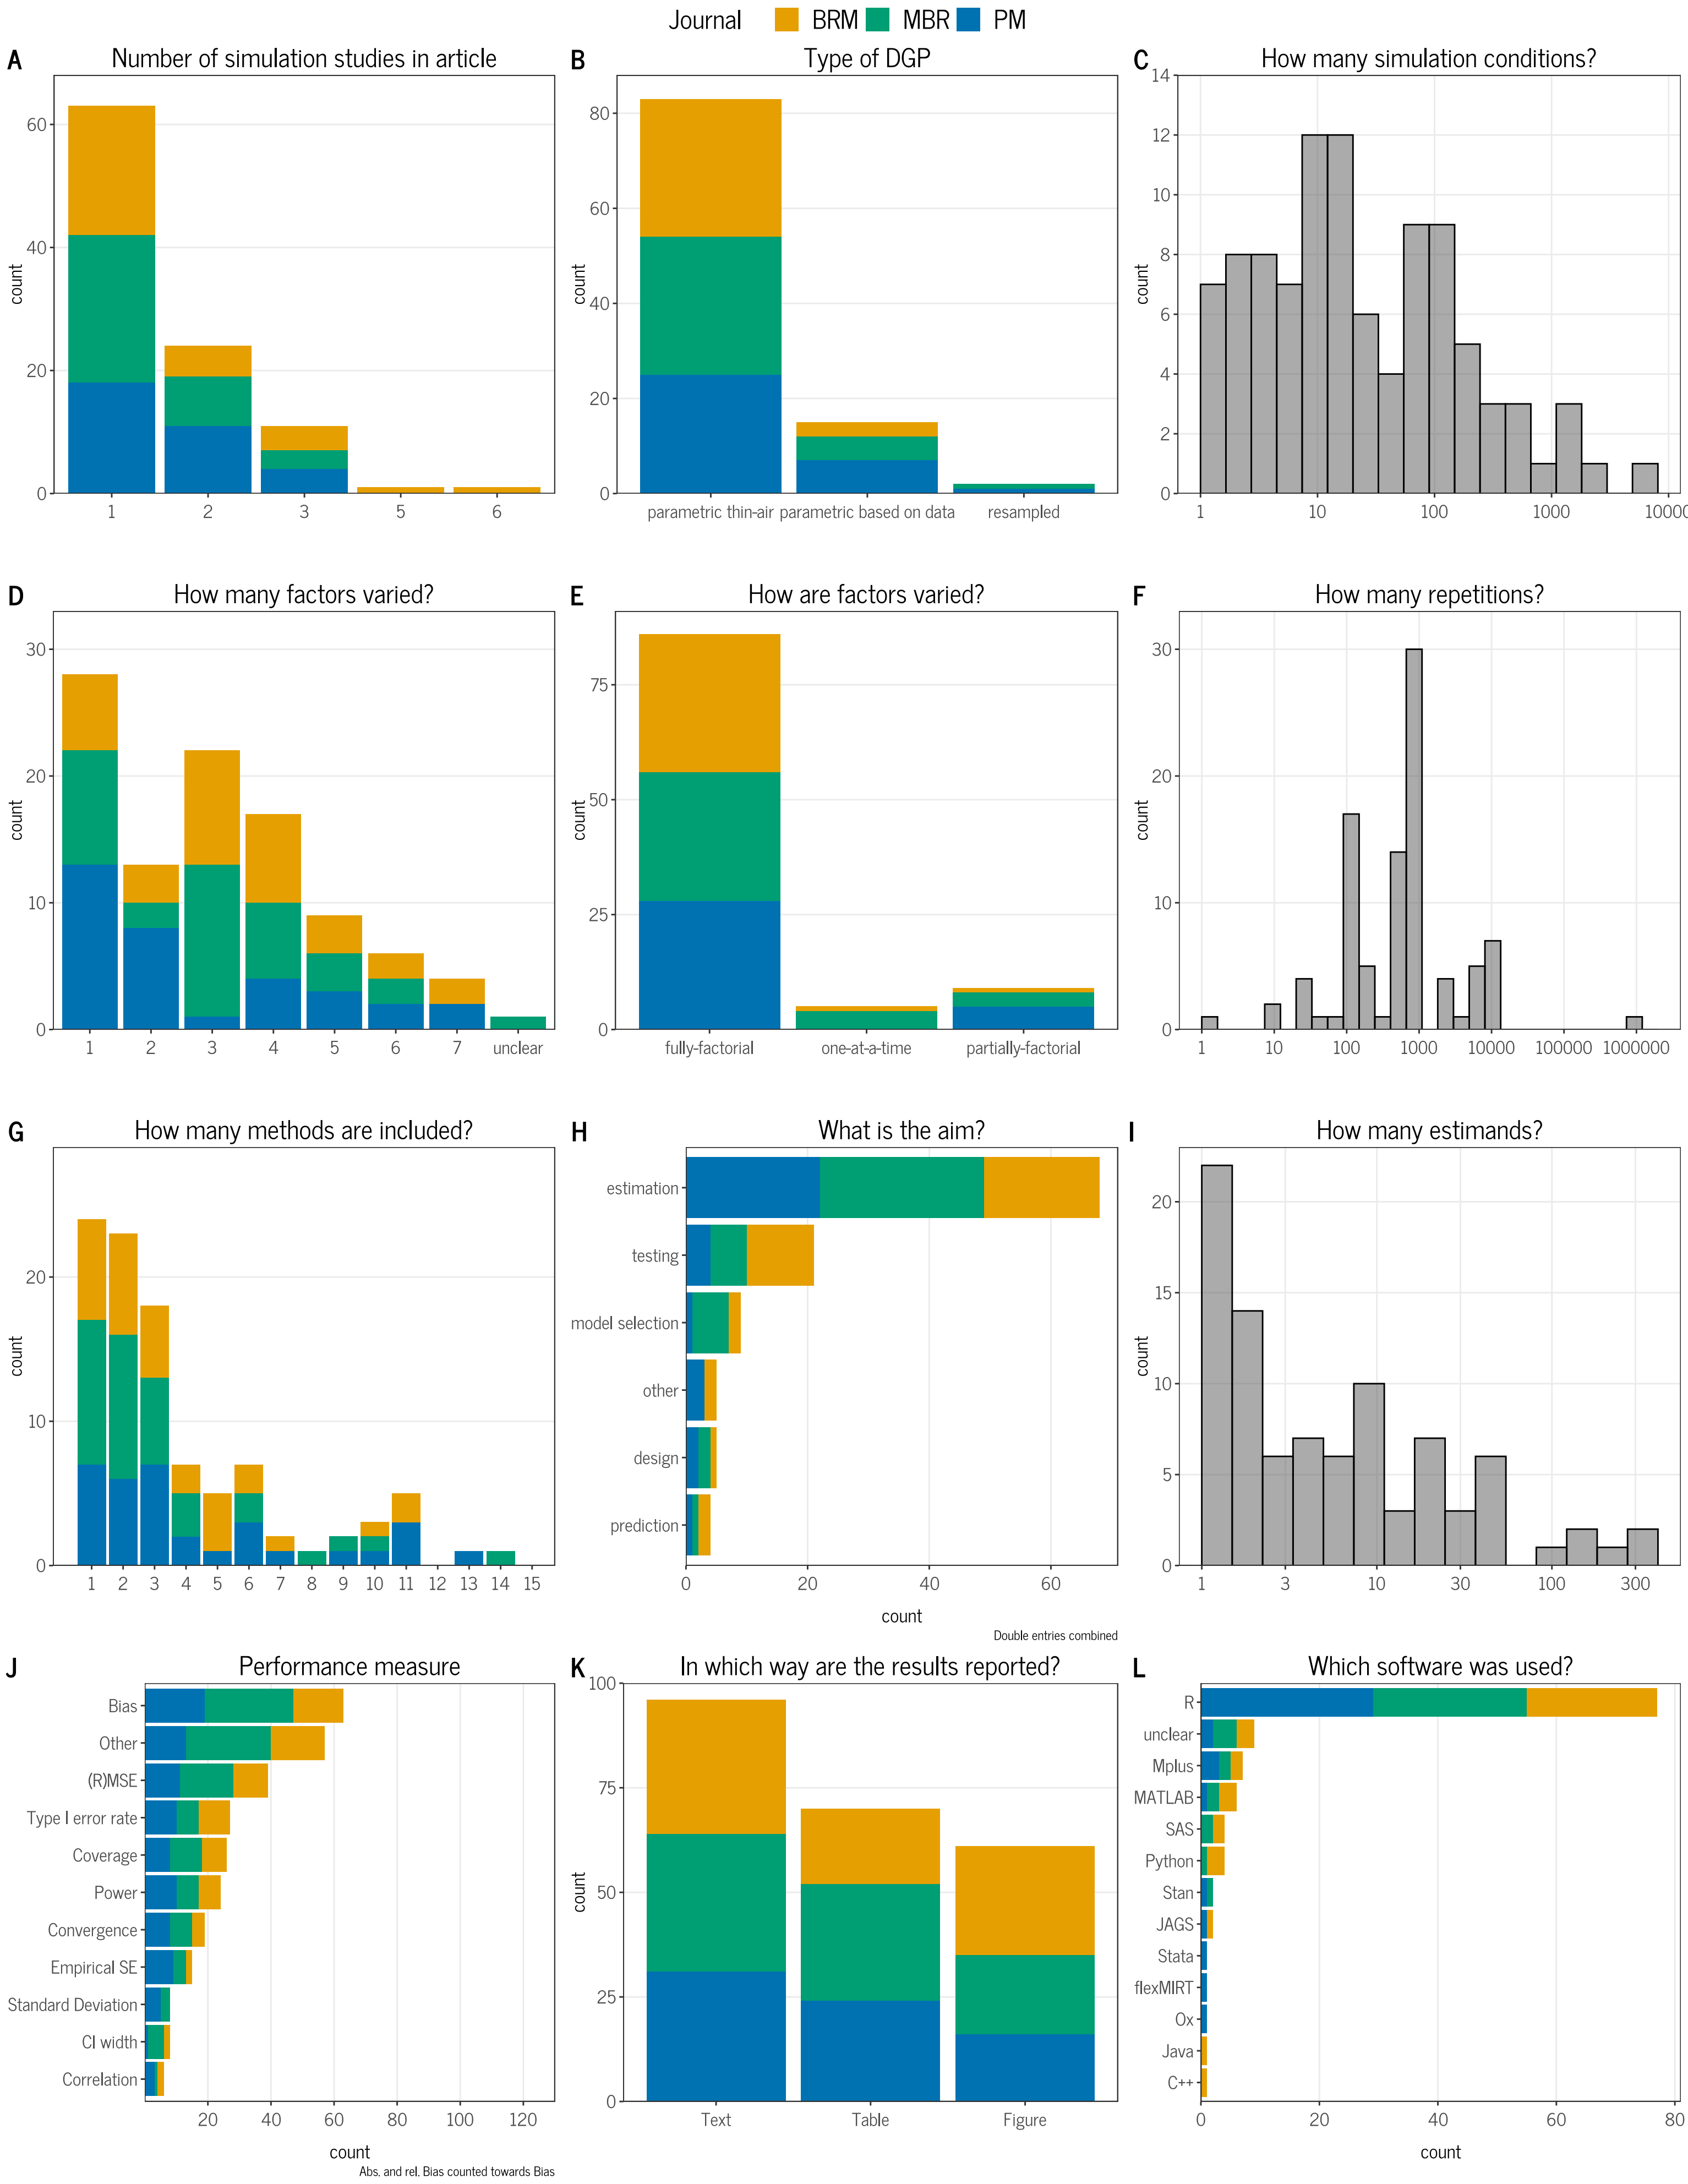 Journal BRM MBR PM
A Number of simulation studies in article
count
60
40
20
0
1 2 3 5 6
B Type of DGP
count
80
60
40
20
0
parametric thin-air parametric based on data resampled
C How many simulation conditions?
count
14
12
10
8
6
4
2
0
1 10 100 1000 10000
D How many factors varied?
count
30
20
10
0
1 2 3 4 5 6 7 unclear
E How are factors varied?
count
75
50
25
0
fully-factorial one-at-a-time partially-factorial
F How many repetitions?
count
30
20
10
0
1 10 100 1000 10000 100000 1000000
G How many methods are included?
count
20
10
0
1 2 3 4 5 6 7 8 9 10 11 12 13 14 15
H What is the aim?
estimation
testing
model selection
other
design
prediction
0 20 40 60
count
Double entries combined
I How many estimands?
count
20
15
10
5
0
1 3 10 30 100 300
J Performance measure
Bias
Other
(R)MSE
Type I error rate
Coverage
Power
Convergence
Empirical SE
Standard Deviation
CI width
Correlation
20 40 60 80 100 120
count
Abs. and rel. Bias counted towards Bias
K In which way are the results reported?
count
100
75
50
25
0
Text Table Figure
L Which software was used?
R
unclear
Mplus
MATLAB
SAS
Python
Stan
JAGS
Stata
flexMIRT
Ox
Java
C++
0 20 40 60 80
count